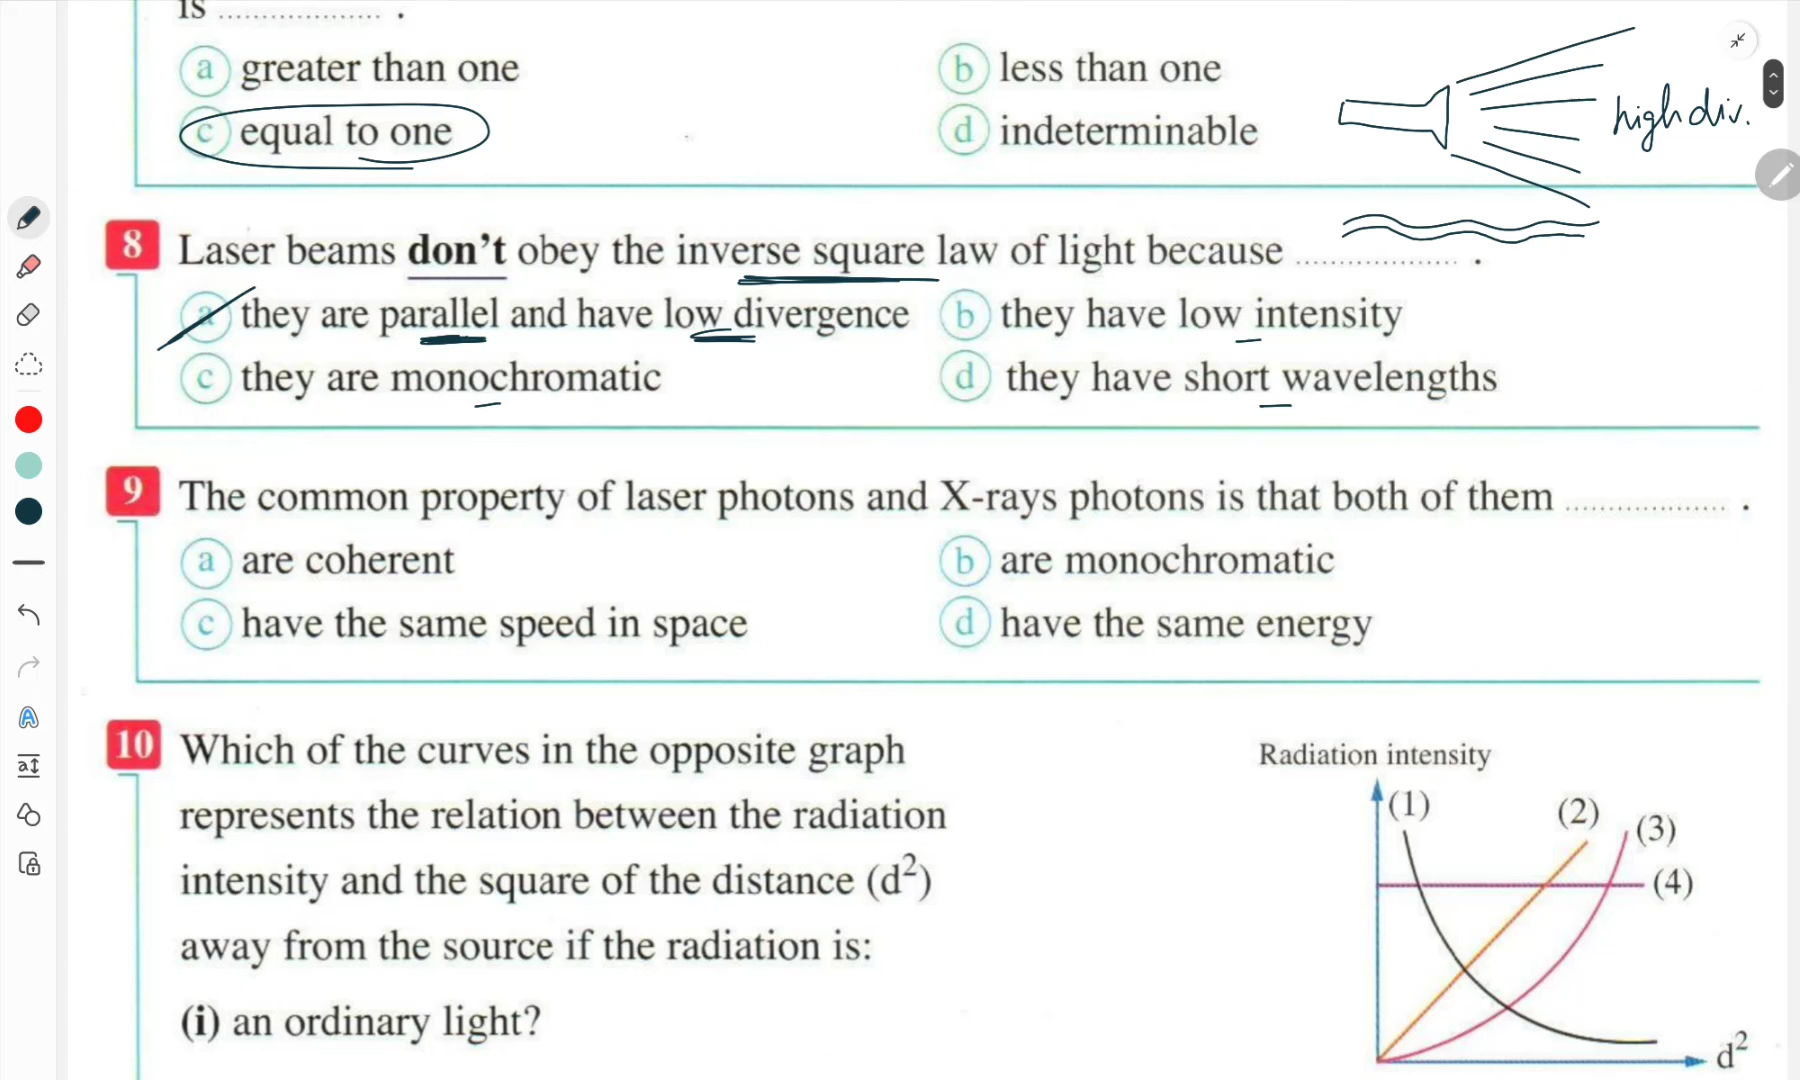 is .................. .
a greater than one
b less than one
c equal to one
d indeterminable
high div.
8 Laser beams don't obey the inverse square law of light because .................. .
a they are parallel and have low divergence
b they have low intensity
c they are monochromatic
d they have short wavelengths
9 The common property of laser photons and X-rays photons is that both of them .................. .
a are coherent
b are monochromatic
c have the same speed in space
d have the same energy
10 Which of the curves in the opposite graph
represents the relation between the radiation
intensity and the square of the distance (d²)
away from the source if the radiation is:
(i) an ordinary light?
Radiation intensity
(1)
(2)
(3)
(4)
d²
A
a